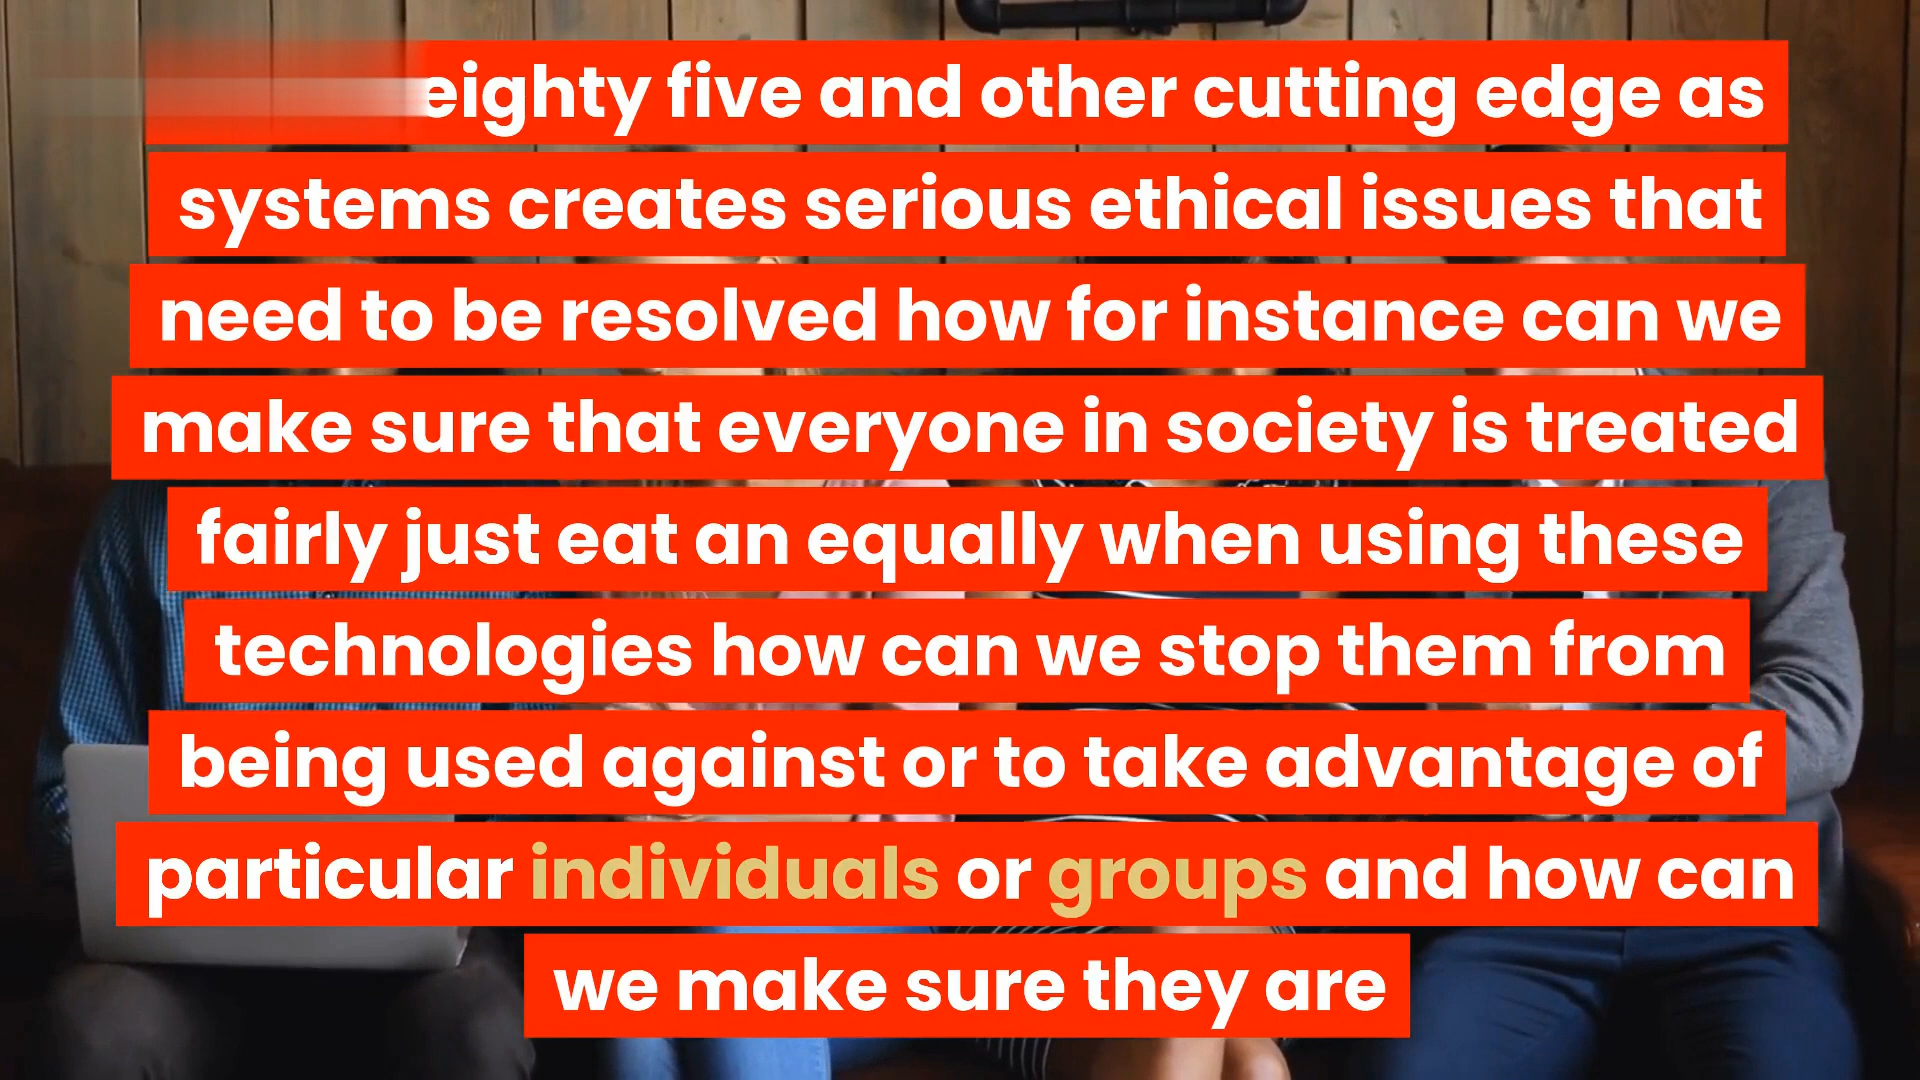 eighty five and other cutting edge as
systems creates serious ethical issues that
need to be resolved how for instance can we
make sure that everyone in society is treated
fairly just eat an equally when using these
technologies how can we stop them from
being used against or to take advantage of
particular individuals or groups and how can
we make sure they are